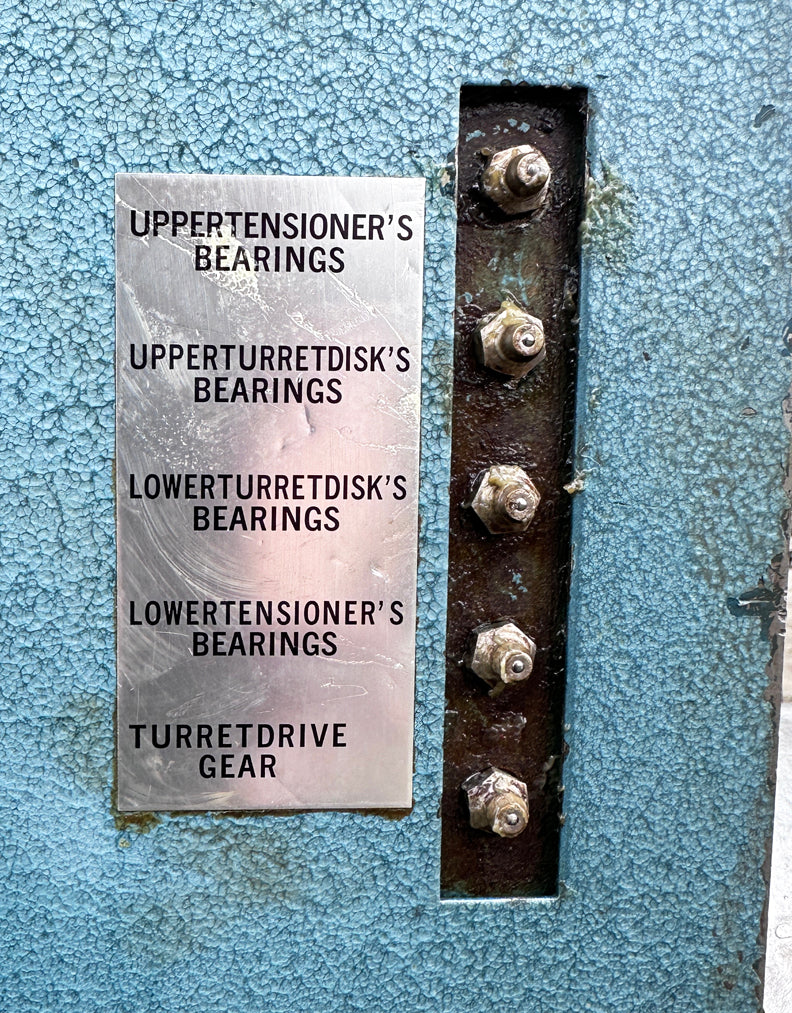 UPPERTENSIONER'S
BEARINGS
UPPERTURRETDISK'S
BEARINGS
LOWERTURRETDISK'S
BEARINGS
LOWERTENSIONER'S
BEARINGS
TURRETDRIVE
GEAR